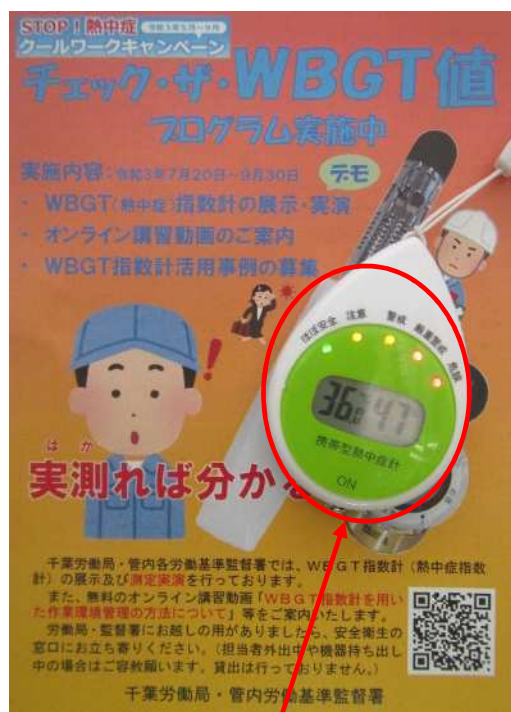 STOP!熱中症 令和3年5月~9月
クールワークキャンペーン
チェック・ザ・WBGT値
プログラム実施中
実施内容:令和3年7月20日~9月30日 デモ
・ WBGT(熱中症)指数計の展示・実演
・ オンライン講習動画のご案内
・ WBGT指数計活用事例の募集
ほぼ安全 注意 警戒 厳重警戒 危険
36.0 47
携帯型熱中症計
ON
はか
実測れば分か
千葉労働局・管内各労働基準監督署では、WBGT指数計(熱中症指数
計)の展示及び測定実演を行っております。
また、無料のオンライン講習動画「WBGT指数計を用い
た作業環境管理の方法について」等をご案内いたします。
労働局・監督署にお越しの用がありましたら、安全衛生の
窓口にお立ち寄りください。(担当者外出中や機器持ち出し
中の場合はご容赦願います。貸出は行っておりません。)
千葉労働局・管内労働基準監督署